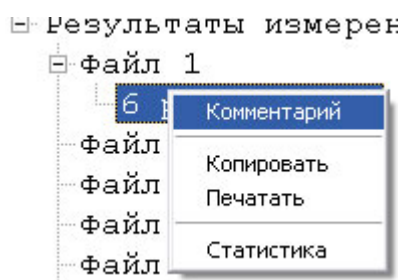 Результаты измерен
Файл 1
6
Комментарий
Файл
Копировать
Файл
Печатать
Файл
Статистика
Файл